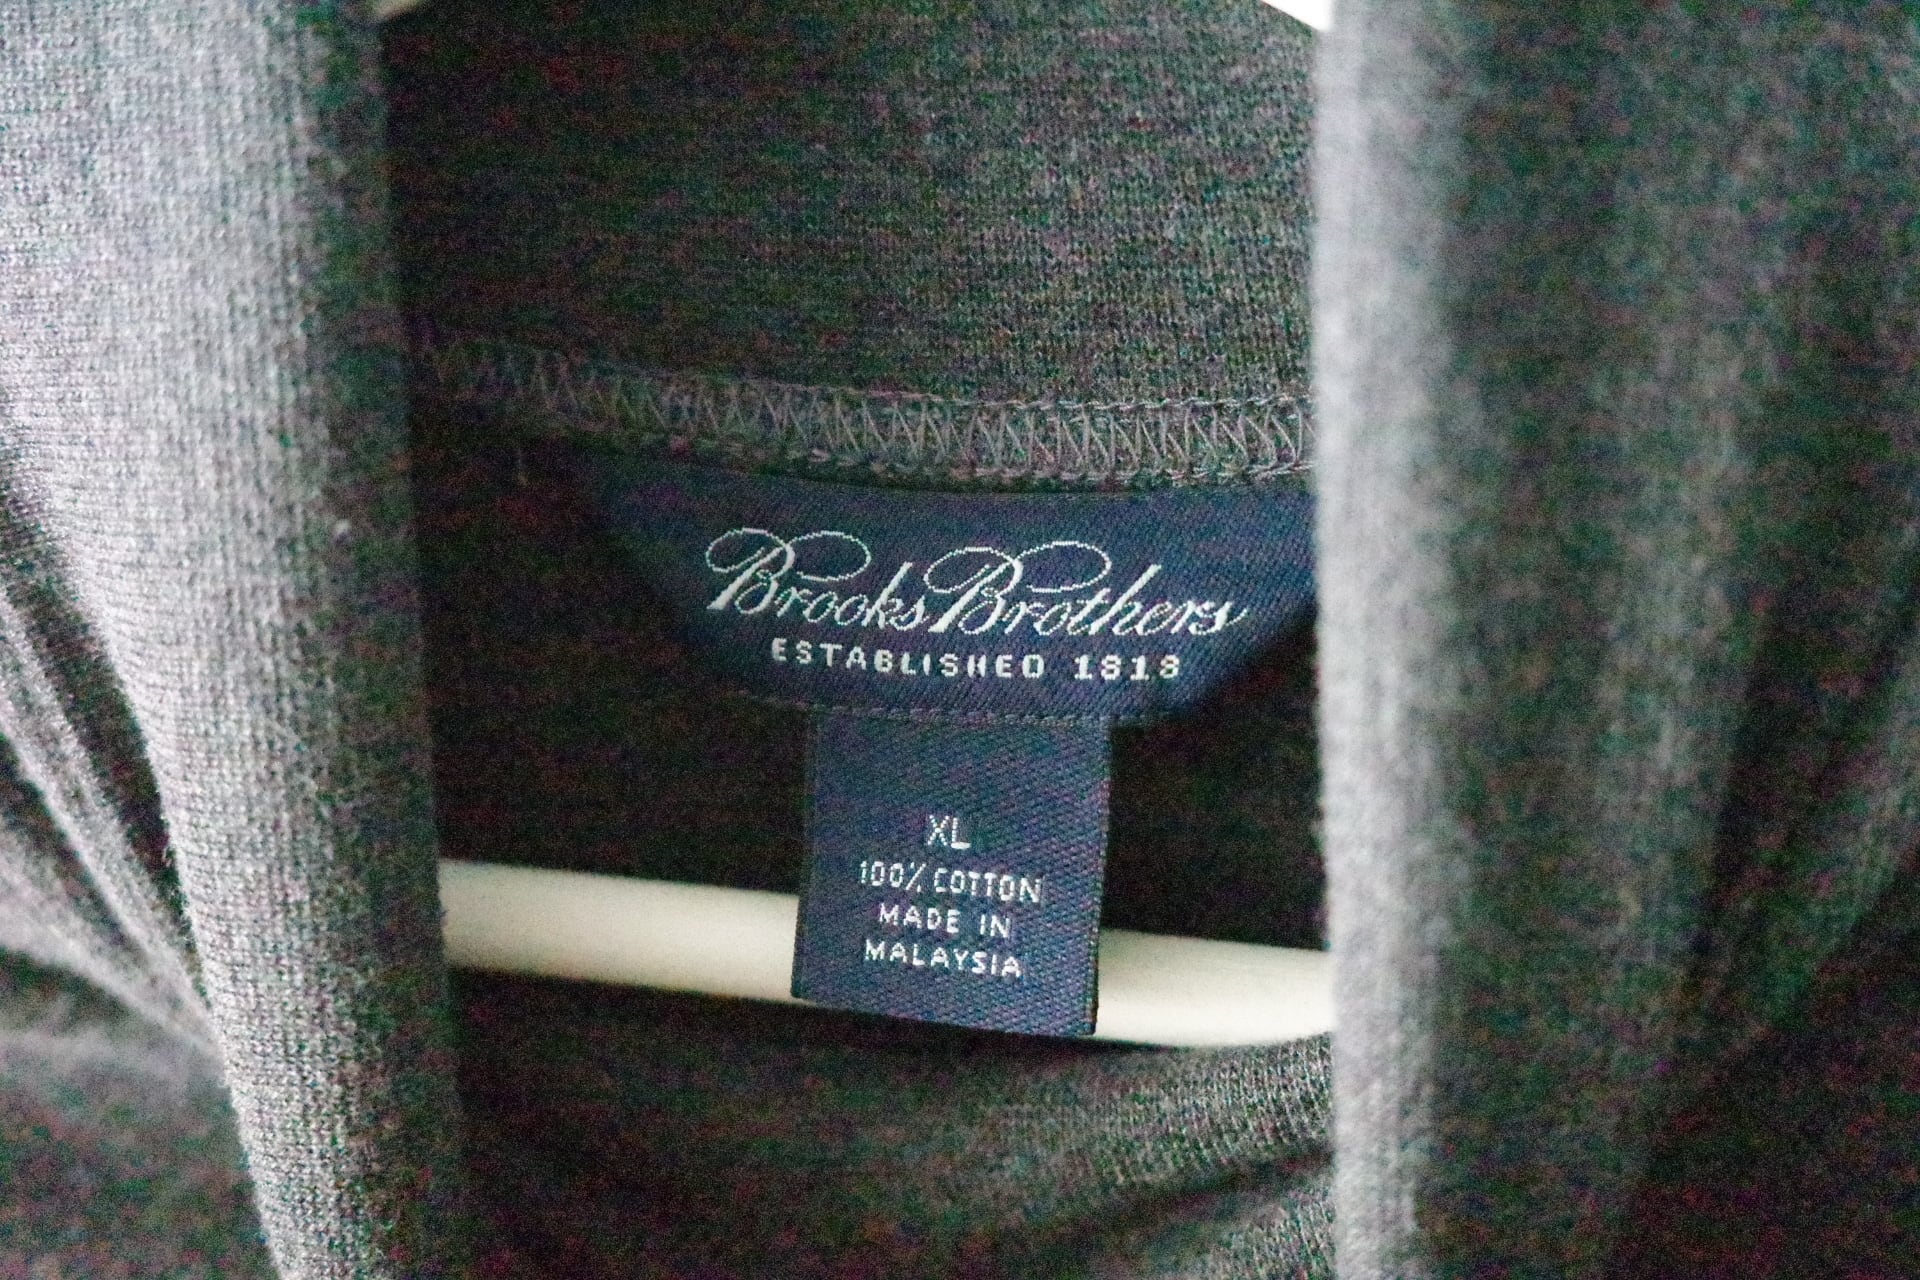 Brooks Brothers
ESTABLISHED 1818
XL
100% COTTON
MADE IN
MALAYSIA